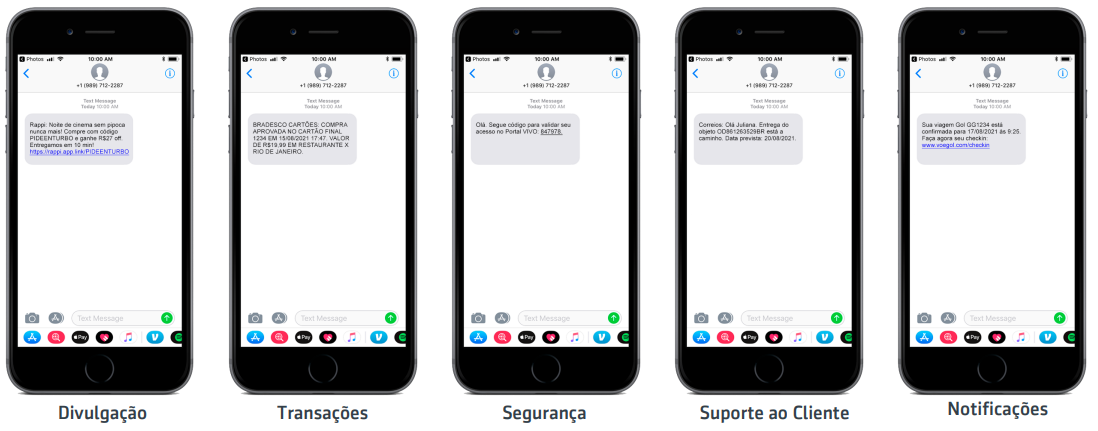 Photos 10:00 AM
+1 (989) 712-2287
Text Message
Today 10:00 AM
Rappi: Noite de cinema sem pipoca
nunca mais! Compre com código
PIDEENTURBO e ganhe R$27 off.
Entregamos em 10 min!
https://rappi.app.link/PIDEENTURBO
Text Message
Pay
Divulgação
Photos 10:00 AM
+1 (989) 712-2287
Text Message
Today 10:00 AM
BRADESCO CARTÕES: COMPRA
APROVADA NO CARTÃO FINAL
1234 EM 15/08/2021 17:47. VALOR
DE R$19,99 EM RESTAURANTE X
RIO DE JANEIRO.
Text Message
Pay
Transações
Photos 10:00 AM
+1 (989) 712-2287
Text Message
Today 10:00 AM
Olá. Segue código para validar seu
acesso no Portal VIVO: 847978.
Text Message
Pay
Segurança
Photos 10:00 AM
+1 (989) 712-2287
Text Message
Today 10:00 AM
Correios: Olá Juliana. Entrega do
objeto OD861263529BR está a
caminho. Data prevista: 20/08/2021.
Text Message
Pay
Suporte ao Cliente
Photos 10:00 AM
+1 (989) 712-2287
Text Message
Today 10:00 AM
Sua viagem Gol GG1234 está
confirmada para 17/08/2021 ás 9:25.
Faça agora seu checkin:
www.voegol.com/checkin
Text Message
Pay
Notificações